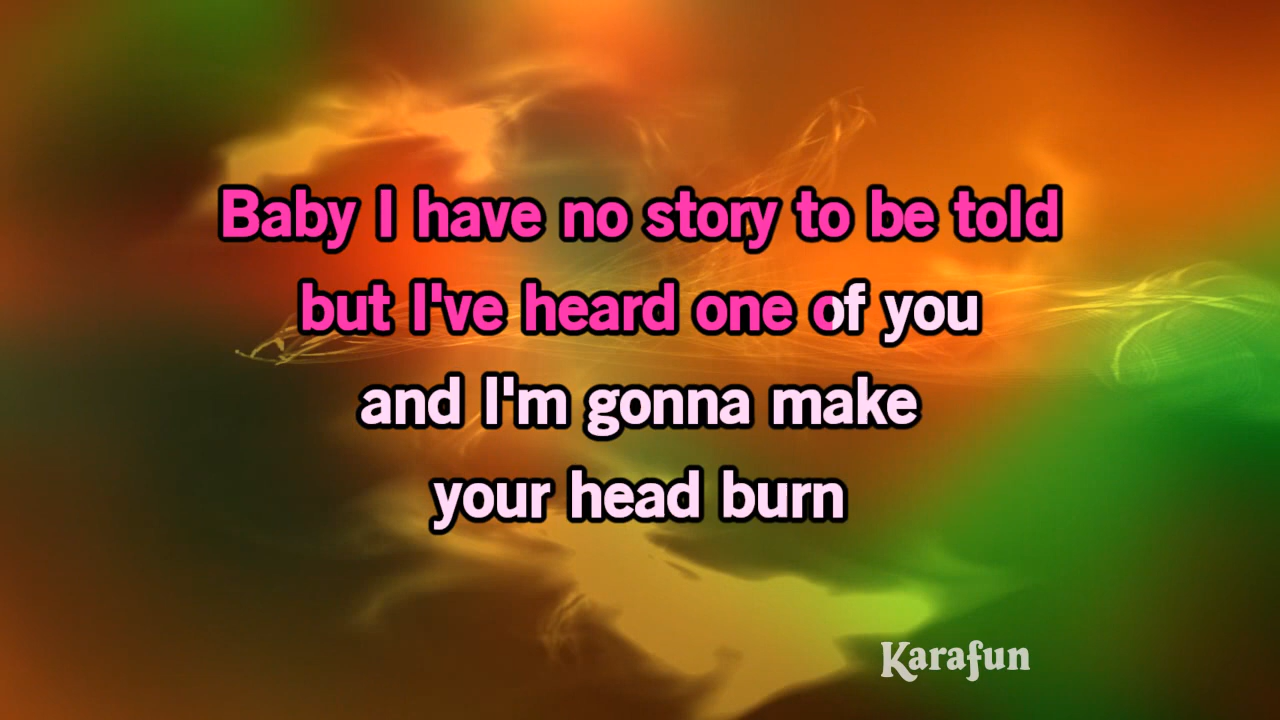 Baby I have no story to be told
but I've heard one of you
and I'm gonna make
your head burn
Karafun